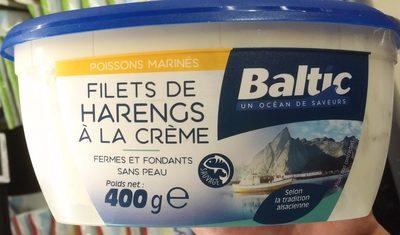 POISSONS MARINÉS
FILETS DE
HARENGS
À LA CRÈME
FERMES ET FONDANTS
SANS PEAU
Poids net :
400 g ℮
SAUVAGE
Baltic
UN OCÉAN DE SAVEURS
Selon
la tradition
alsacienne